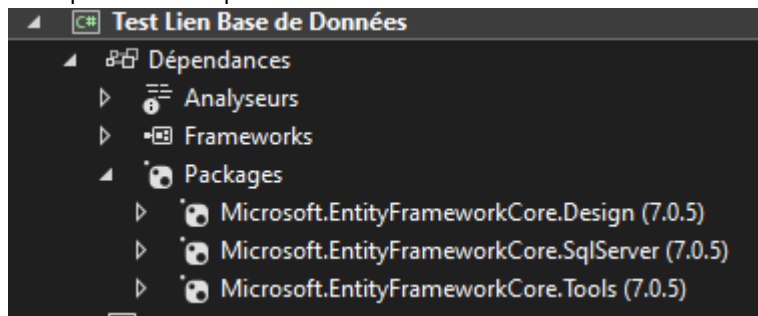 C# Test Lien Base de Données
Dépendances
Analyseurs
Frameworks
Packages
Microsoft.EntityFrameworkCore.Design (7.0.5)
Microsoft.EntityFrameworkCore.SqlServer (7.0.5)
Microsoft.EntityFrameworkCore.Tools (7.0.5)